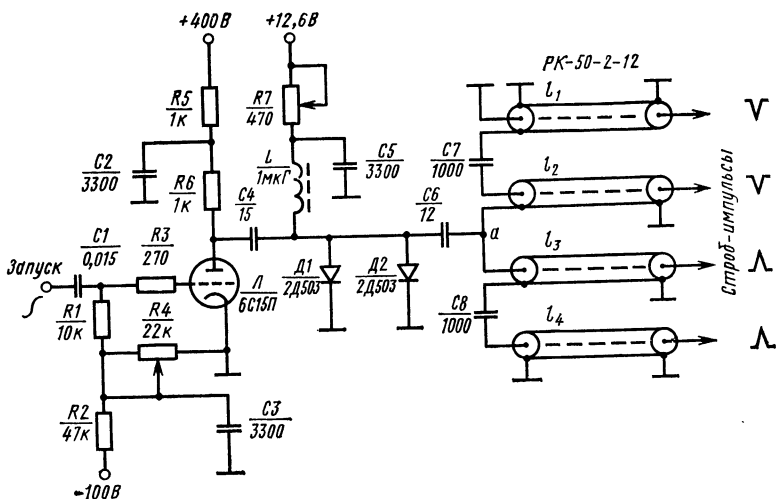 +400В
+12,6В
РК-50-2-12
R5
1к
R7
470
l1
C2
3300
R6
1к
L
1мкГ
C5
3300
C7
1000
l2
C4
15
C6
12
a
C1
0,015
R3
270
l3
Запуск
Л
6С15П
Д1
2Д503
Д2
2Д503
C8
1000
R1
10к
R4
22к
l4
R2
47к
C3
3300
-100В
Строб-импульсы